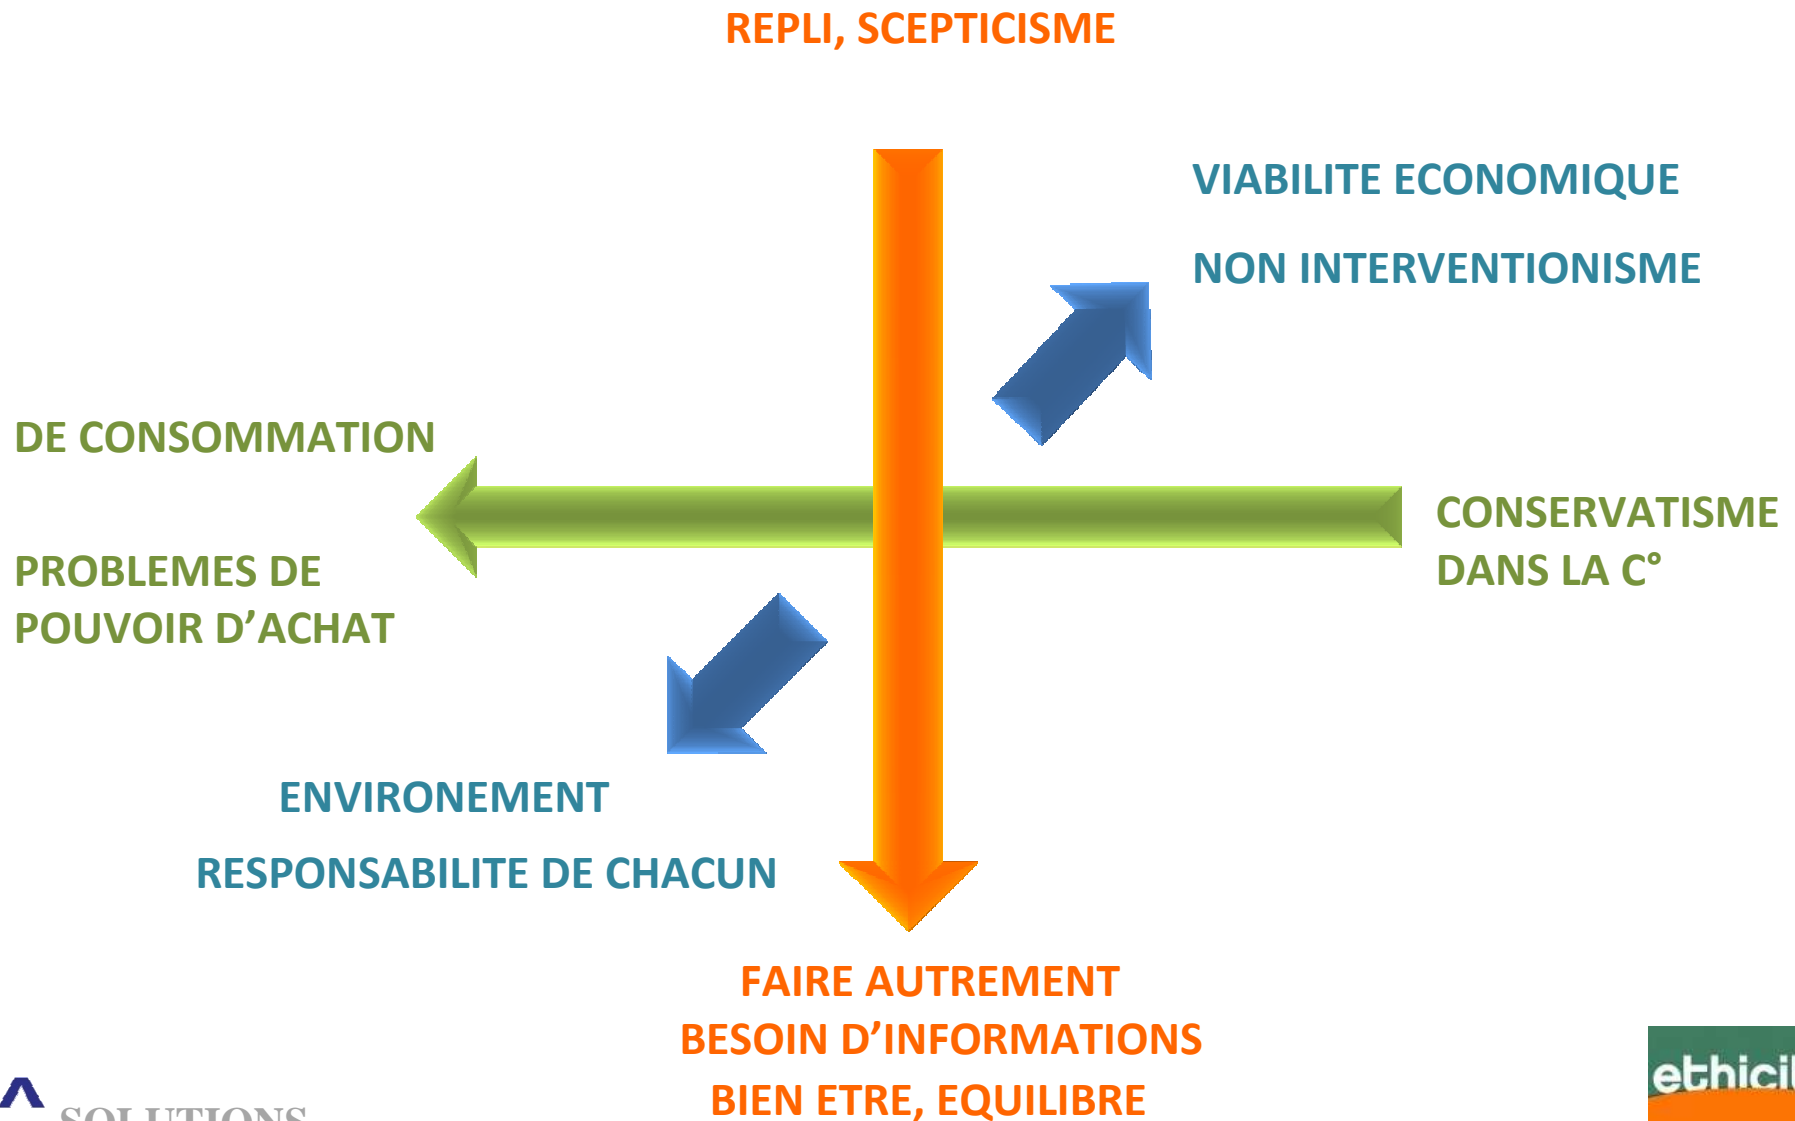 REPLI, SCEPTICISME
VIABILITE ECONOMIQUE
NON INTERVENTIONISME
DE CONSOMMATION
PROBLEMES DE
POUVOIR D’ACHAT
CONSERVATISME
DANS LA C°
ENVIRONEMENT
RESPONSABILITE DE CHACUN
FAIRE AUTREMENT
BESOIN D’INFORMATIONS
BIEN ETRE, EQUILIBRE
SOLUTIONS